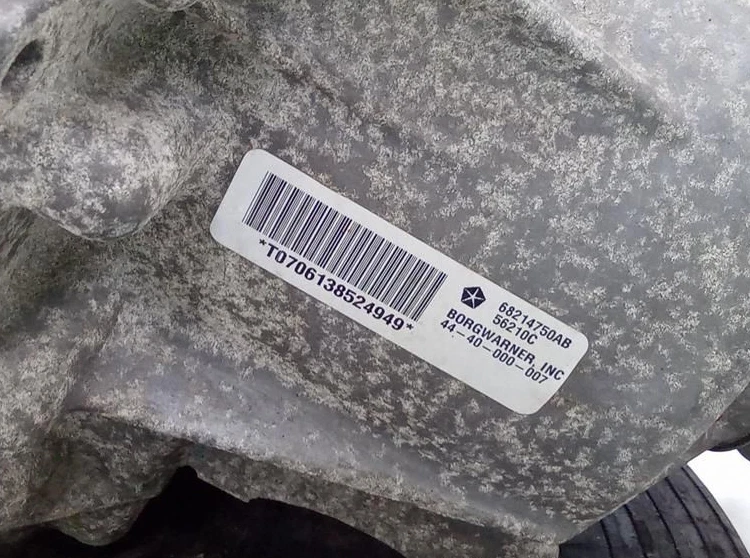 *T0706138524949*
68214750AB
56210C
BORGWARNER, INC
44-40-000-007